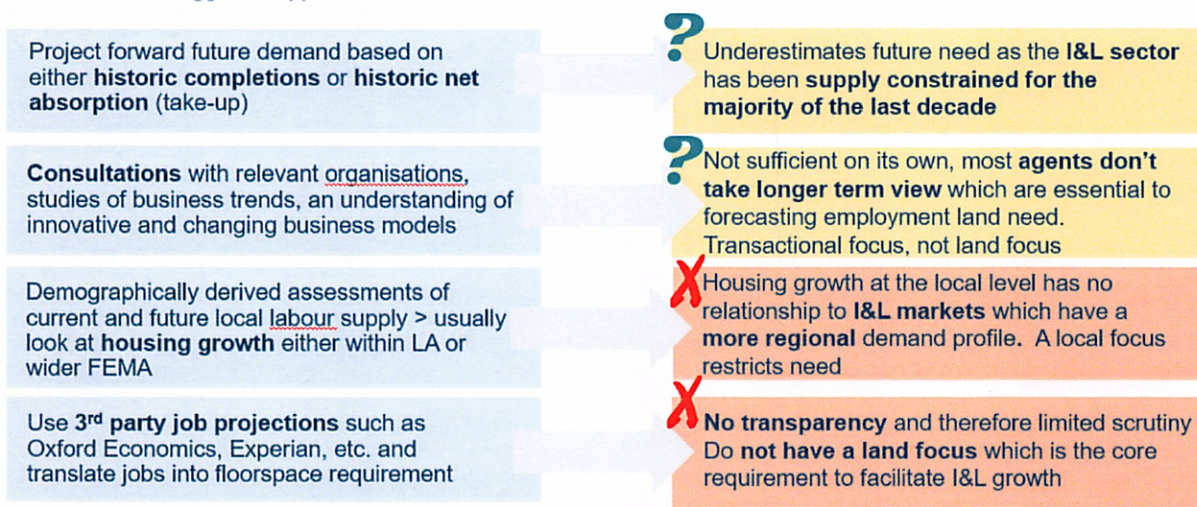 Project forward future demand based on
either historic completions or historic net
absorption (take-up)
?
Underestimates future need as the I&L sector
has been supply constrained for the
majority of the last decade
Consultations with relevant organisations,
studies of business trends, an understanding of
innovative and changing business models
?
Not sufficient on its own, most agents don't
take longer term view which are essential to
forecasting employment land need.
Transactional focus, not land focus
Demographically derived assessments of
current and future local labour supply > usually
look at housing growth either within LA or
wider FEMA
✗
Housing growth at the local level has no
relationship to I&L markets which have a
more regional demand profile. A local focus
restricts need
Use 3rd party job projections such as
Oxford Economics, Experian, etc. and
translate jobs into floorspace requirement
✗
No transparency and therefore limited scrutiny
Do not have a land focus which is the core
requirement to facilitate I&L growth